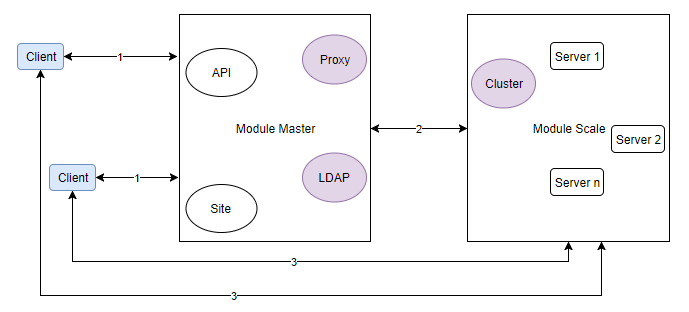 Client
1
API
Proxy
Module Master
2
Cluster
Server 1
Module Scale
Server 2
Client
1
LDAP
Server n
Site
3
3